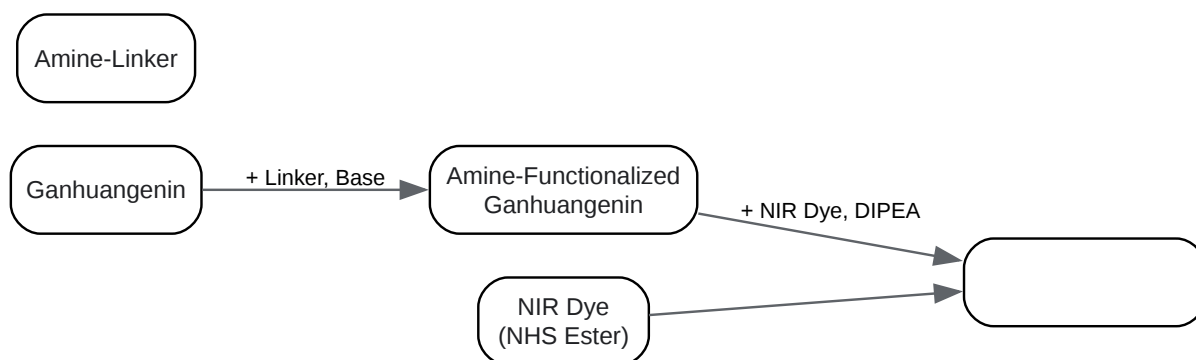 Amine-Linker
Ganhuangenin
+ Linker, Base
Amine-Functionalized
Ganhuangenin
+ NIR Dye, DIPEA
NIR Dye
(NHS Ester)